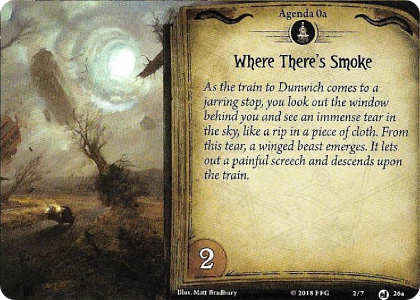 Agenda 0a
Where There's Smoke
As the train to Dunwich comes to a
jarring stop, you look out the window
behind you and see an immense tear in
the sky, like a rip in a piece of cloth. From
this tear, a winged beast emerges. It lets
out a painful screech and descends upon
the train.
2
Illus. Matt Bradbury
© 2018 FFG
2/7
26a